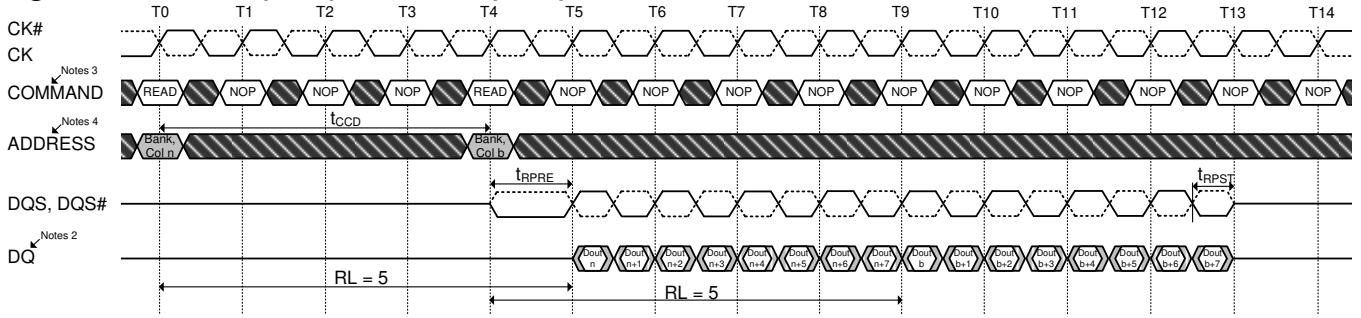 T0 T1 T2 T3 T4 T5 T6 T7 T8 T9 T10 T11 T12 T13 T14
CK#
CK
Notes 3
COMMAND READ NOP NOP NOP READ NOP NOP NOP NOP NOP NOP NOP NOP NOP NOP
tCCD
Notes 4
ADDRESS Bank, Col n Bank, Col b
tRPRE tRPST
DQS, DQS#
Notes 2
DQ Dout n Dout n+1 Dout n+2 Dout n+3 Dout n+4 Dout n+5 Dout n+6 Dout n+7 Dout b Dout b+1 Dout b+2 Dout b+3 Dout b+4 Dout b+5 Dout b+6 Dout b+7
RL = 5
RL = 5